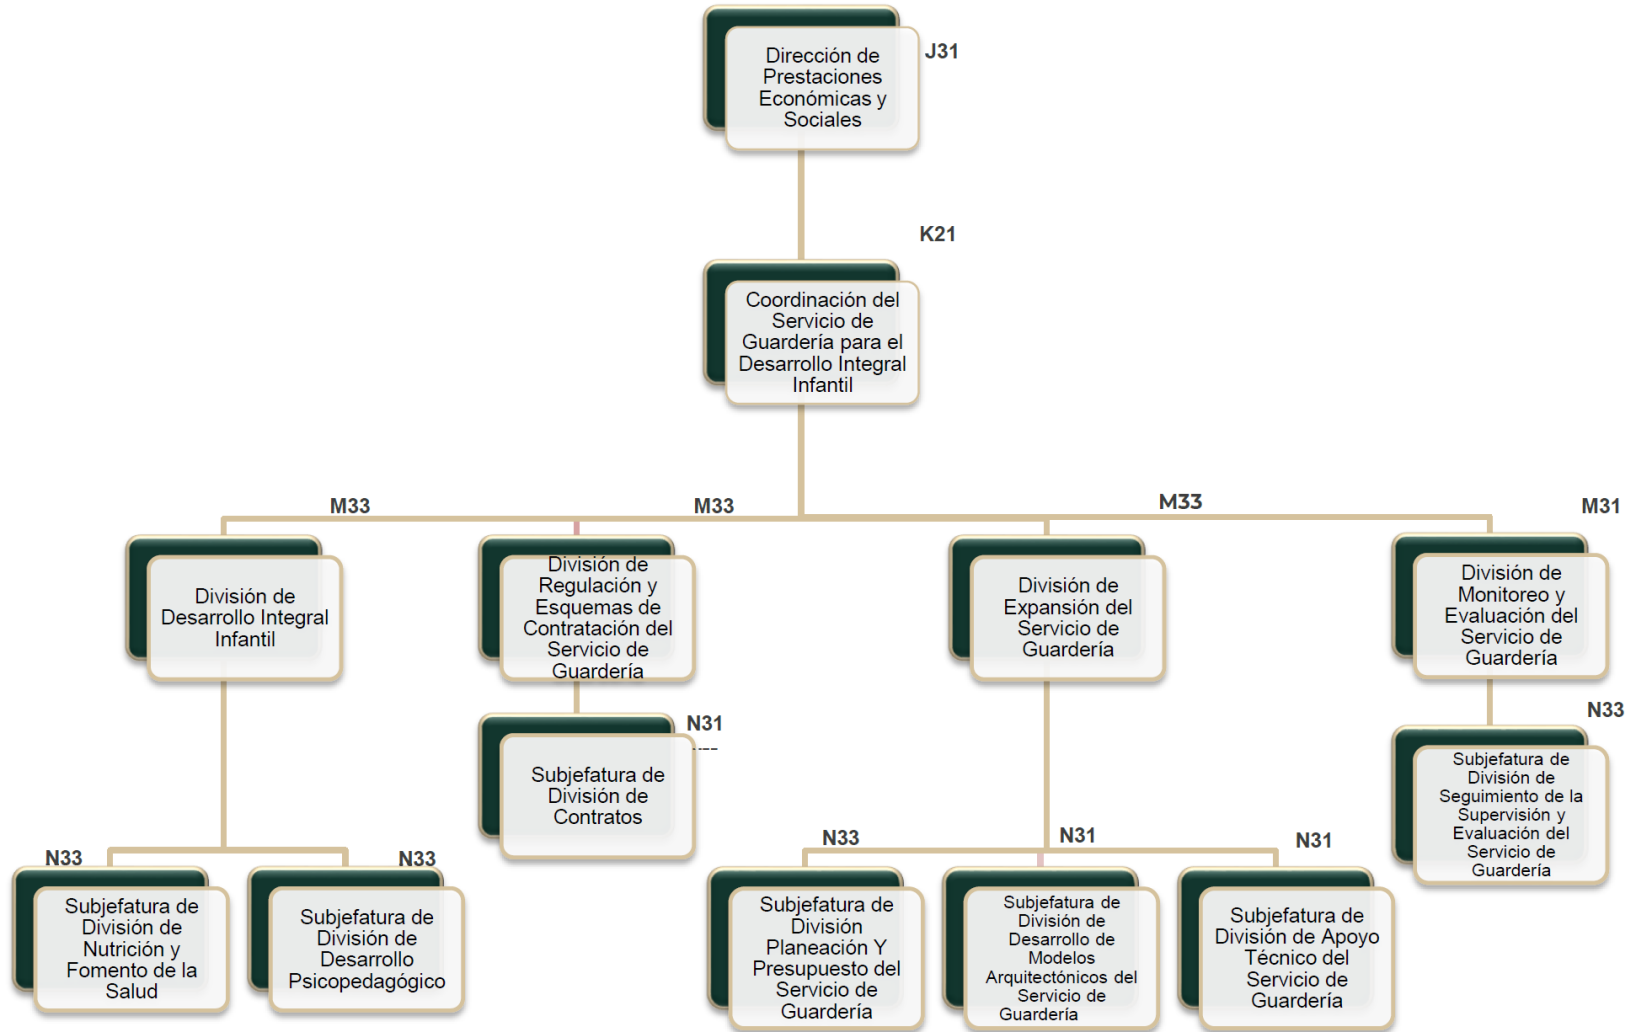 J31
Dirección de
Prestaciones
Económicas y
Sociales
K21
Coordinación del
Servicio de
Guardería para el
Desarrollo Integral
Infantil
M33
M33
M33
M31
División de
Desarrollo Integral
Infantil
División de
Regulación y
Esquemas de
Contratación del
Servicio de
Guardería
División de
Expansión del
Servicio de
Guardería
División de
Monitoreo y
Evaluación del
Servicio de
Guardería
N31
Subjefatura de
División de
Contratos
N33
Subjefatura de
División de
Seguimiento de la
Supervisión y
Evaluación del
Servicio de
Guardería
N33
Subjefatura de
División de
Nutrición y
Fomento de la
Salud
N33
Subjefatura de
División de
Desarrollo
Psicopedagógico
N33
Subjefatura de
División
Planeación Y
Presupuesto del
Servicio de
Guardería
N31
Subjefatura de
División de
Desarrollo de
Modelos
Arquitectónicos del
Servicio de
Guardería
N31
Subjefatura de
División de Apoyo
Técnico del
Servicio de
Guardería